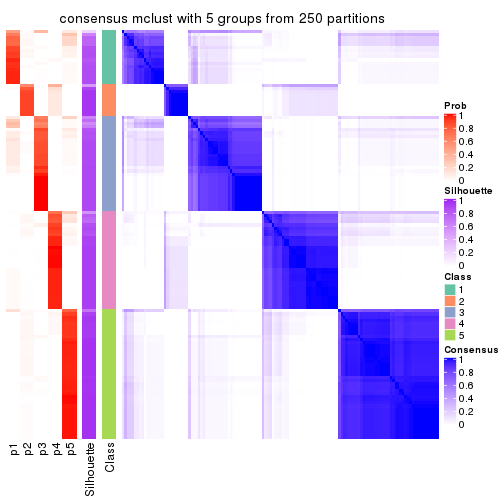 consensus mclust with 5 groups from 250 partitions
Prob
1
0.8
0.6
0.4
0.2
0
Silhouette
1
0.8
0.6
0.4
0.2
0
Class
1
2
3
4
5
Consensus
1
0.8
0.6
0.4
0.2
0
p1
p2
p3
p4
p5
Silhouette
Class